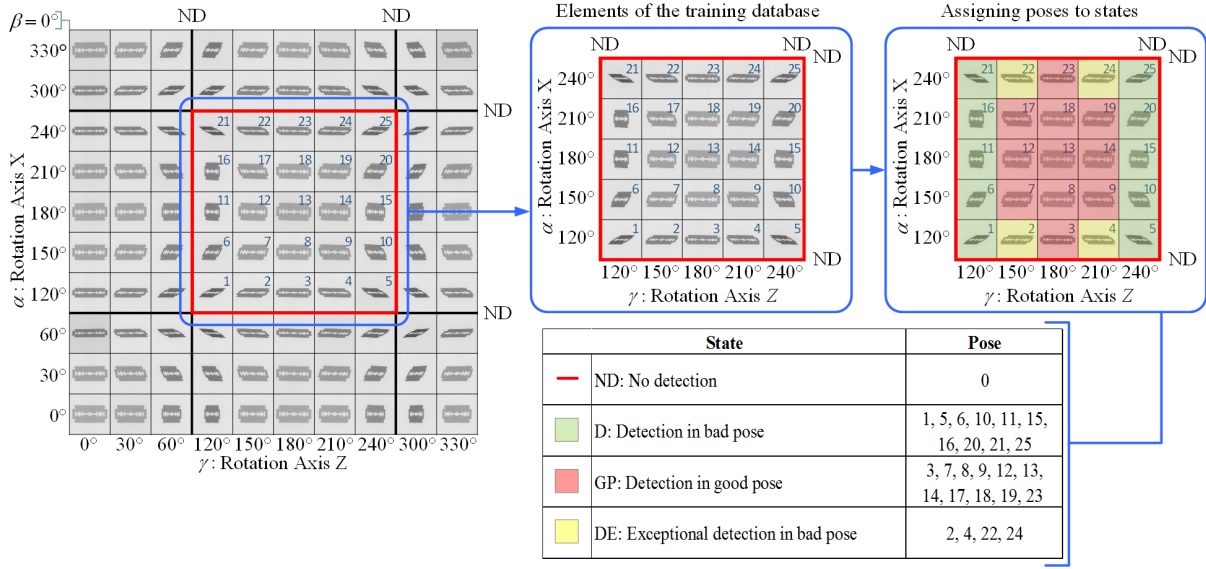 β = 0°
ND
ND
330°
300°
ND
240°
21 22 23 24 25
210°
16 17 18 19 20
180°
11 12 13 14 15
150°
6 7 8 9 10
120°
1 2 3 4 5
ND
60°
30°
0°
α : Rotation Axis X
0° 30° 60° 120° 150° 180° 210° 240° 300° 330°
γ : Rotation Axis Z
Elements of the training database
ND
ND
ND
240°
21 22 23 24 25
210°
16 17 18 19 20
180°
11 12 13 14 15
150°
6 7 8 9 10
120°
1 2 3 4 5
ND
α : Rotation Axis X
120° 150° 180° 210° 240°
γ : Rotation Axis Z
Assigning poses to states
ND
ND
ND
240°
21 22 23 24 25
210°
16 17 18 19 20
180°
11 12 13 14 15
150°
6 7 8 9 10
120°
1 2 3 4 5
ND
α : Rotation Axis X
120° 150° 180° 210° 240°
γ : Rotation Axis Z
State Pose
ND: No detection 0
D: Detection in bad pose 1, 5, 6, 10, 11, 15,
16, 20, 21, 25
GP: Detection in good pose 3, 7, 8, 9, 12, 13,
14, 17, 18, 19, 23
DE: Exceptional detection in bad pose 2, 4, 22, 24